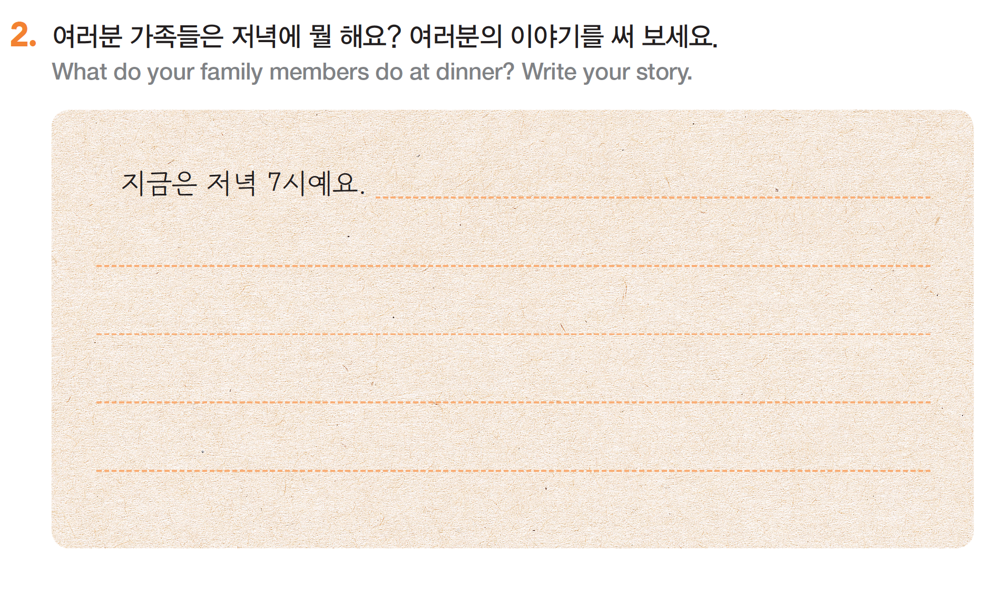 2. 여러분 가족들은 저녁에 뭘 해요? 여러분의 이야기를 써 보세요.
What do your family members do at dinner? Write your story.
지금은 저녁 7시예요.